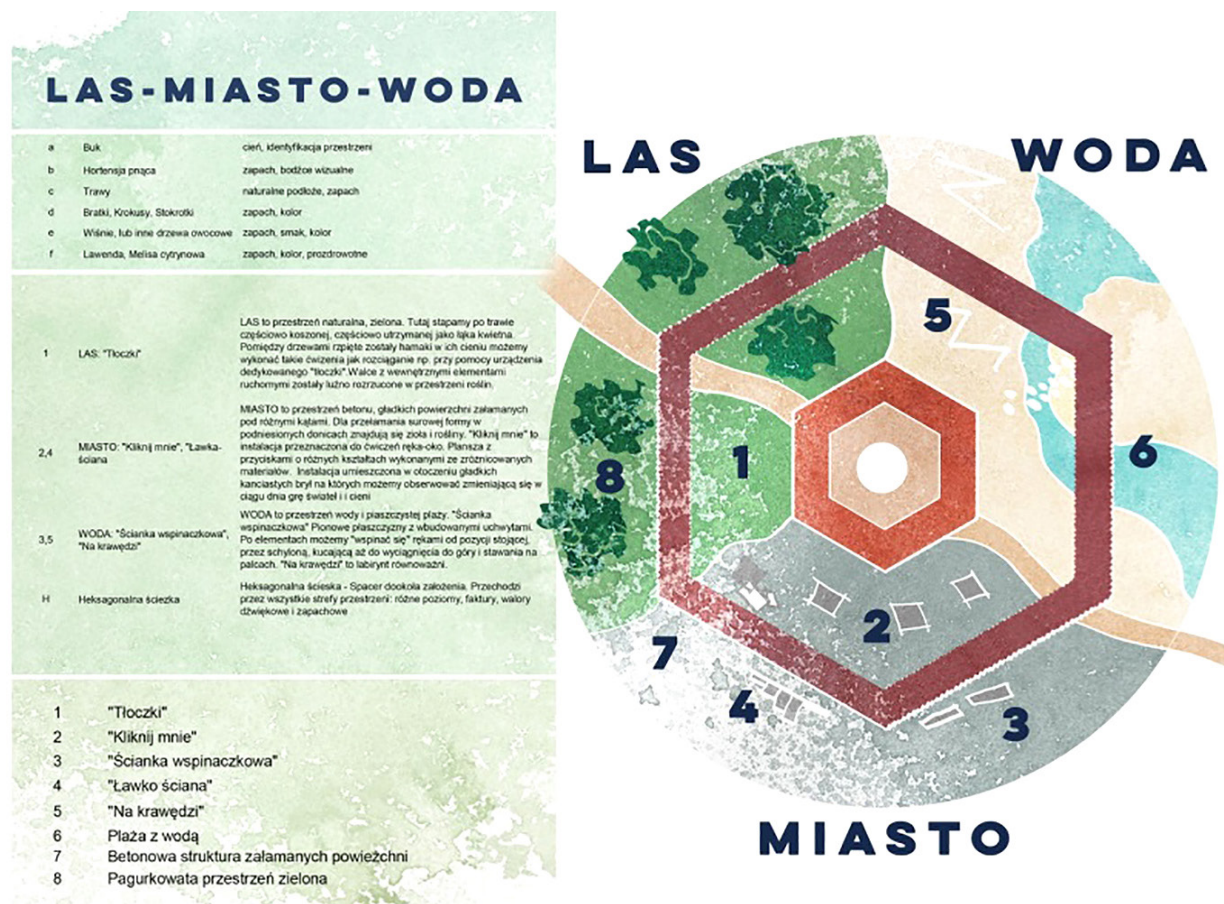 LAS-MIASTO-WODA
a Buk cień, identyfikacja przestrzeni
b Hortensja pnąca zapach, bodźce wizualne
c Trawy naturalne podłoże, zapach
d Bratki, Krokusy, Stokrotki zapach, kolor
e Wiśnie, lub inne drzewa owocowe zapach, smak, kolor
f Lawenda, Melisa cytrynowa zapach, kolor, prozdrowotne
1 LAS: "Tłoczki"
LAS to przestrzeń naturalna, zielona. Tutaj stapamy po trawie
częściowo koszonej, częściowo utrzymanej jako łąka kwietna.
Pomiędzy drzewami rzpięte zostały hamaki w ich cieniu możemy
wykonać takie ćwizenia jak rozciąganie np. przy pomocy urządzenia
dedykowanego "tłoczki".Walce z wewnętrznymi elementami
ruchomymi zostały luźno rozrzucone w przestrzeni roślin.
2,4 MIASTO: "Kliknij mnie", "Ławka-
ściana"
MIASTO to przestrzeń betonu, gładkich powierzchni załamanych
pod różnymi kątami. Dla przełamania surowej formy w
podniesionych donicach znajdują się zioła i rośliny. "Kliknij mnie" to
instalacja przeznaczona do ćwiczeń ręka-oko. Plansza z
przyciskami o różnych kształtach wykonanymi ze zróżnicowanych
materiałów. Instalacja umieszczona w otoczeniu gładkich
kanciastych brył na których możemy obserwować zmieniającą się w
ciągu dnia grę świateł i i cieni
3,5 WODA: "Ścianka wspinaczkowa",
"Na krawędzi"
WODA to przestrzeń wody i piaszczystej plaży. "Ścianka
wspinaczkowa" Pionowe płaszczyzny z wbudowanymi uchwytami.
Po elementach możemy "wspinać się" rękami od pozycji stojącej,
przez schyloną, kucającą aż do wyciągnięcia do góry i stawania na
palcach. "Na krawędzi" to labirynt równoważni.
H Heksagonalna ściezka
Heksagonalna ścieska - Spacer dookoła założenia. Przechodzi
przez wszystkie strefy przestrzeni: różne poziomy, faktury, walory
dźwiękowe i zapachowe
1 "Tłoczki"
2 "Kliknij mnie"
3 "Ścianka wspinaczkowa"
4 "Ławko ściana"
5 "Na krawędzi"
6 Plaża z wodą
7 Betonowa struktura załamanych powieżchni
8 Pagurkowata przestrzeń zielona
LAS
WODA
5
1
8
6
2
7
4
3
MIASTO